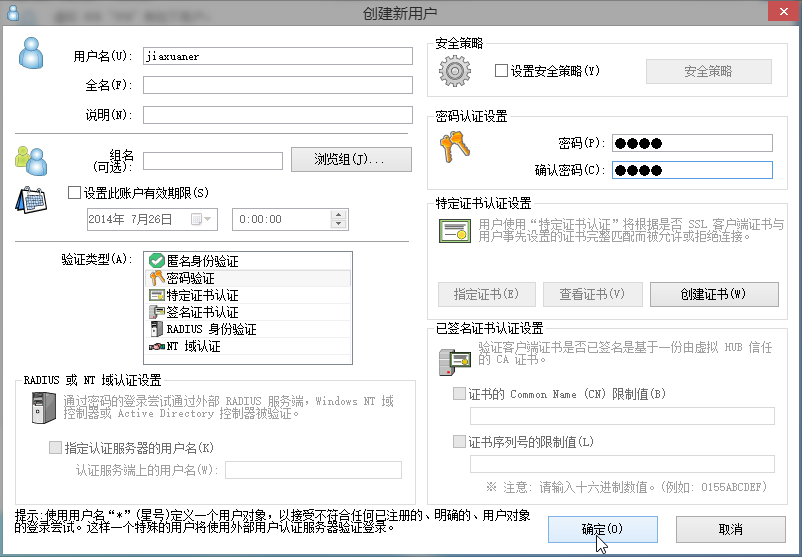 创建新用户
用户名(U):
jiaxuaner
全名(F):
说明(N):
组名
(可选):
浏览组(J)...
设置此账户有效期限(S)
2014年 7月26日
0:00:00
验证类型(A):
匿名身份验证
密码验证
特定证书认证
签名证书认证
RADIUS 身份验证
NT 域认证
RADIUS 或 NT 域认证设置
通过密码的登录尝试通过外部 RADIUS 服务端，Windows NT 域
控制器或 Active Directory 控制器被验证。
指定认证服务器的用户名(K)
认证服务端上的用户名(W):
提示:使用用户名“*”(星号)定义一个用户对象，以接受不符合任何已注册的、明确的、用户对象
的登录尝试。这样一个特殊的用户将使用外部用户认证服务器验证登录。
安全策略
设置安全策略(Y)
安全策略
密码认证设置
密码(P):
●●●●
确认密码(C):
●●●●
特定证书认证设置
用户使用“特定证书认证”将根据是否 SSL 客户端证书与
用户事先设置的证书完整匹配而被允许或拒绝连接。
指定证书(E)
查看证书(V)
创建证书(W)
已签名证书认证设置
验证客户端证书是否已签名是基于一份由虚拟 HUB 信任
的 CA 证书。
证书的 Common Name (CN) 限制值(B)
证书序列号的限制值(L)
※ 注意: 请输入十六进制数值。(例如: 0155ABCDEF)
确定(O)
取消